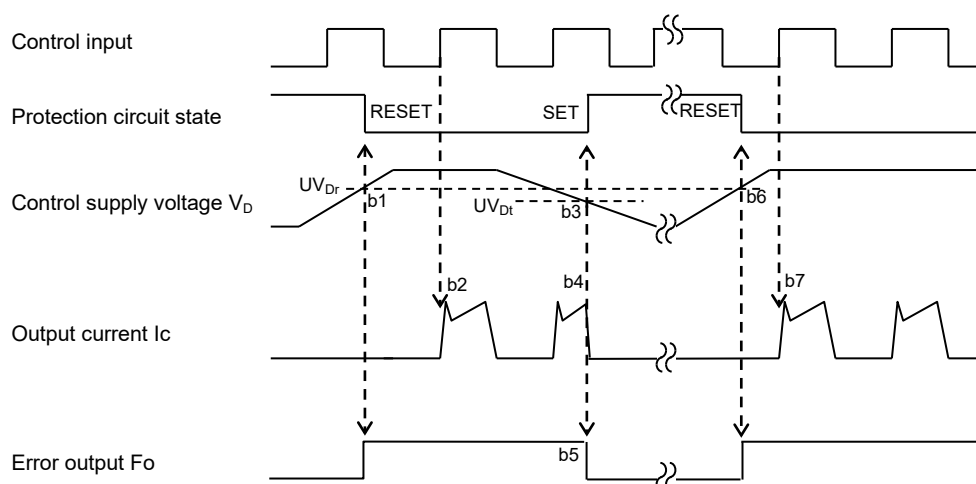 Control input
Protection circuit state
RESET
SET
RESET
Control supply voltage VD
UVDr
b1
UVDt
b3
b6
Output current Ic
b2
b4
b7
Error output Fo
b5